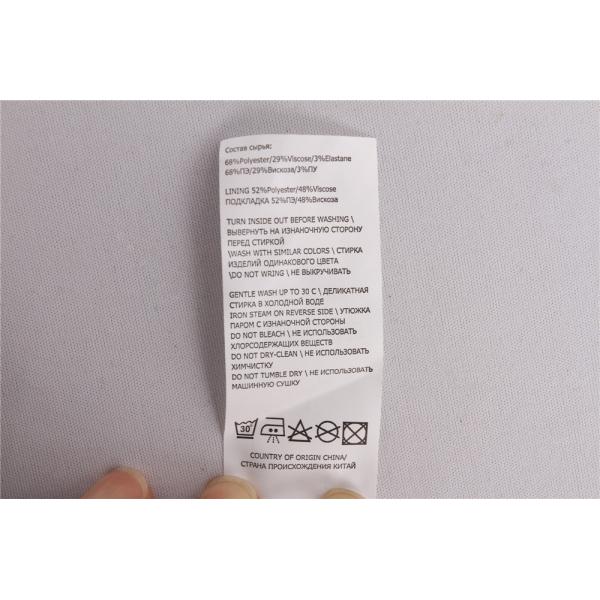 Состав сырья:
68%Polyester/29%Viscose/3%Elastane
68%ПЭ/29%Вискоза/3%ПУ
LINING 52%Polyester/48%Viscose
ПОДКЛАДКА 52%ПЭ/48%Вискоза
TURN INSIDE OUT BEFORE WASHING \
ВЫВЕРНУТЬ НА ИЗНАНОЧНУЮ СТОРОНУ
ПЕРЕД СТИРКОЙ
\WASH WITH SIMILAR COLORS \ СТИРКА
ИЗДЕЛИЙ ОДИНАКОВОГО ЦВЕТА
\DO NOT WRING \ НЕ ВЫКРУЧИВАТЬ
GENTLE WASH UP TO 30 C \ ДЕЛИКАТНАЯ
СТИРКА В ХОЛОДНОЙ ВОДЕ
IRON STEAM ON REVERSE SIDE \ УТЮЖКА
ПАРОМ С ИЗНАНОЧНОЙ СТОРОНЫ
DO NOT BLEACH \ НЕ ИСПОЛЬЗОВАТЬ
ХЛОРСОДЕРЖАЩИХ ВЕЩЕСТВ
DO NOT DRY-CLEAN \ НЕ ИСПОЛЬЗОВАТЬ
ХИМЧИСТКУ
DO NOT TUMBLE DRY \ НЕ ИСПОЛЬЗОВАТЬ
МАШИННУЮ СУШКУ
30
COUNTRY OF ORIGIN CHINA/
СТРАНА ПРОИСХОЖДЕНИЯ КИТАЙ